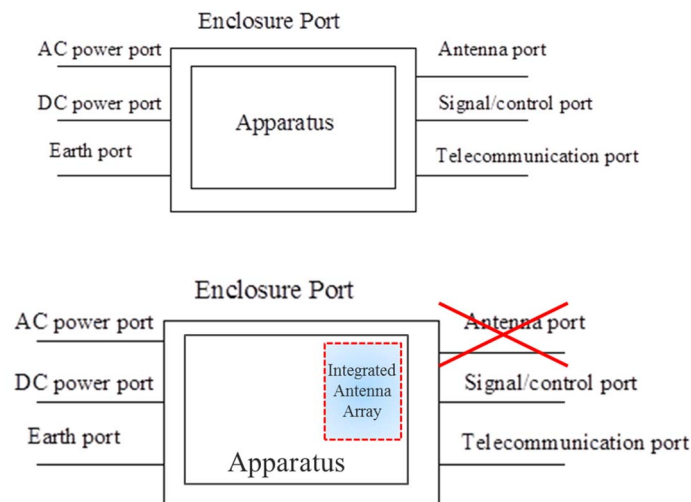 Enclosure Port
AC power port
Antenna port
DC power port
Signal/control port
Apparatus
Earth port
Telecommunication port
Enclosure Port
AC power port
Antenna port
Integrated
Antenna
Array
DC power port
Signal/control port
Earth port
Telecommunication port
Apparatus